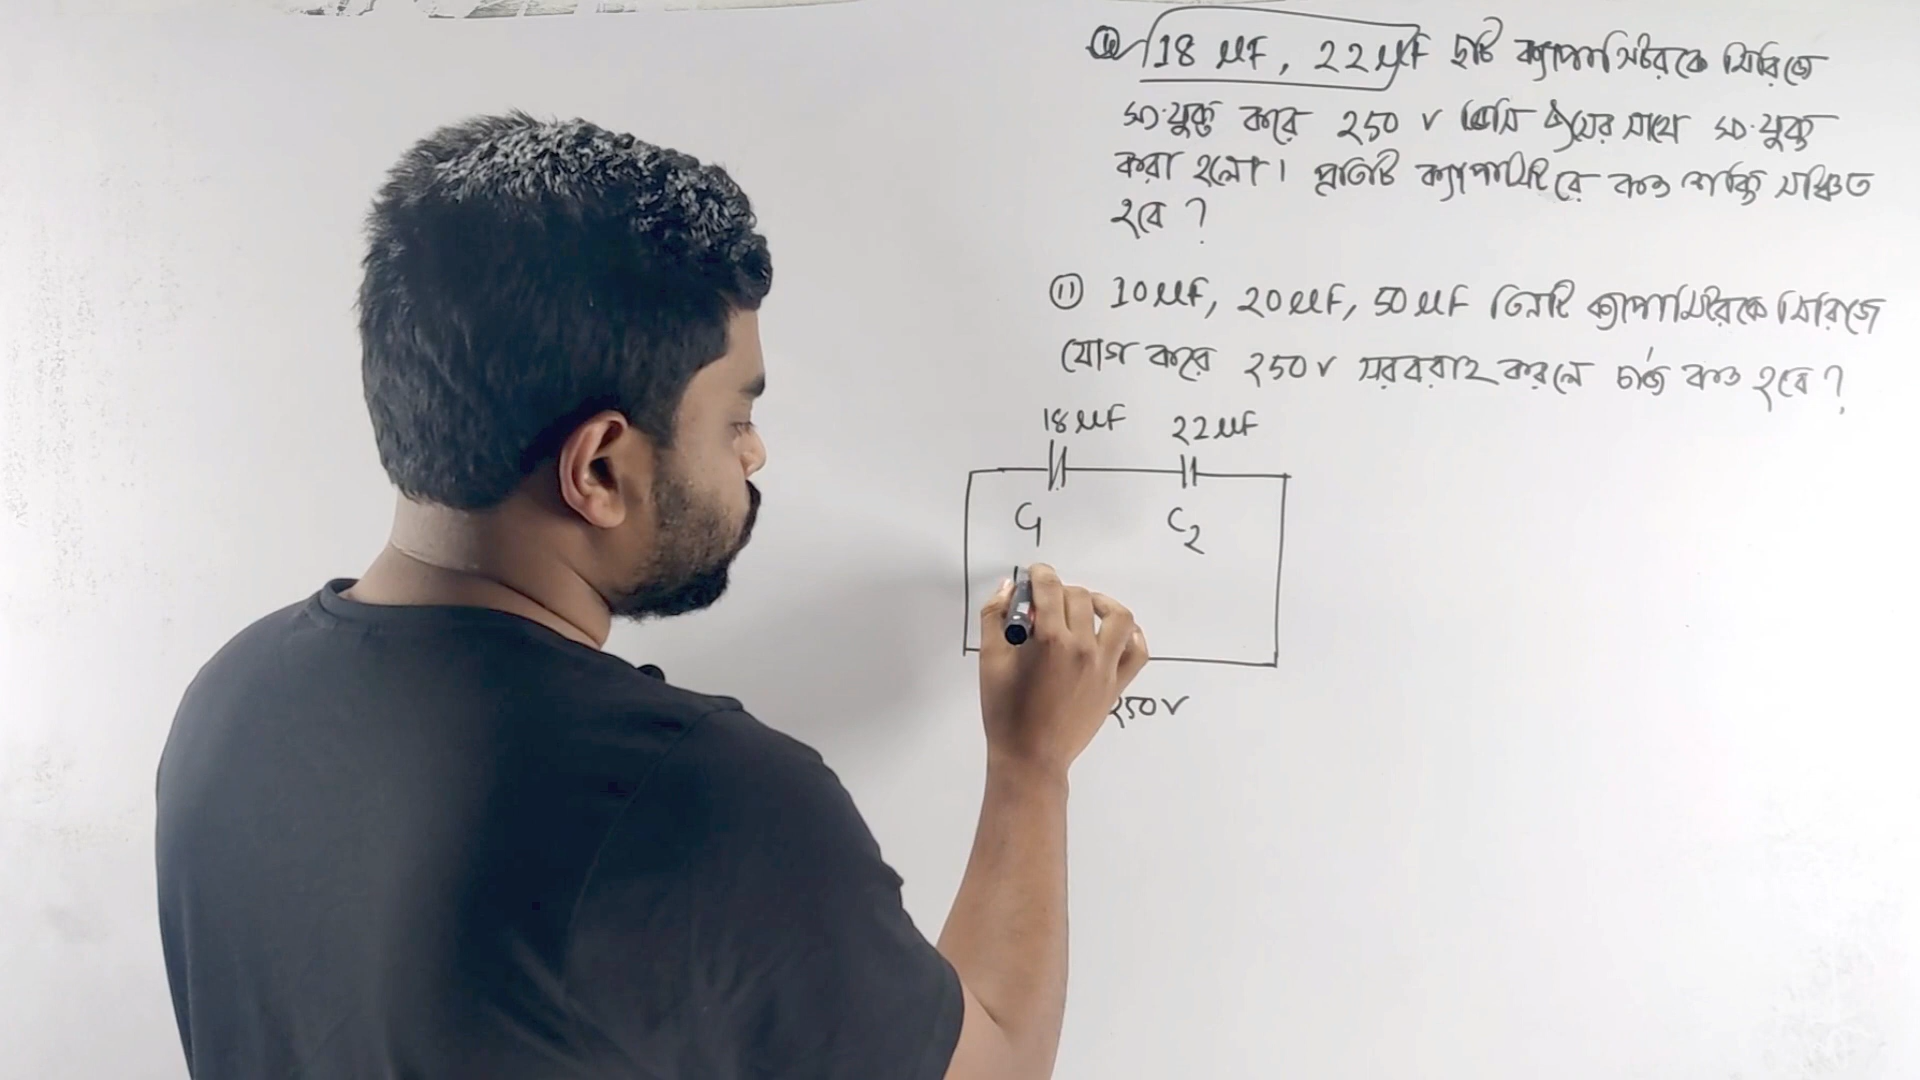 ⑩ 18 μF, 22 μF দুটি ক্যাপাসিটরকে সিরিজে
সংযুক্ত করে 250 V ডিসি উৎসের সাথে সংযুক্ত
করা হলো। প্রতিটি ক্যাপাসিটরে কত শক্তি সঞ্চিত
হবে ?
⑪ 10 μF, 20 μF, 50 μF তিনটি ক্যাপাসিটরকে সিরিজে
যোগ করে 250 V সরবরাহ করলে চার্জ কত হবে ?
18 μF 22 μF
C1 C2
250 V